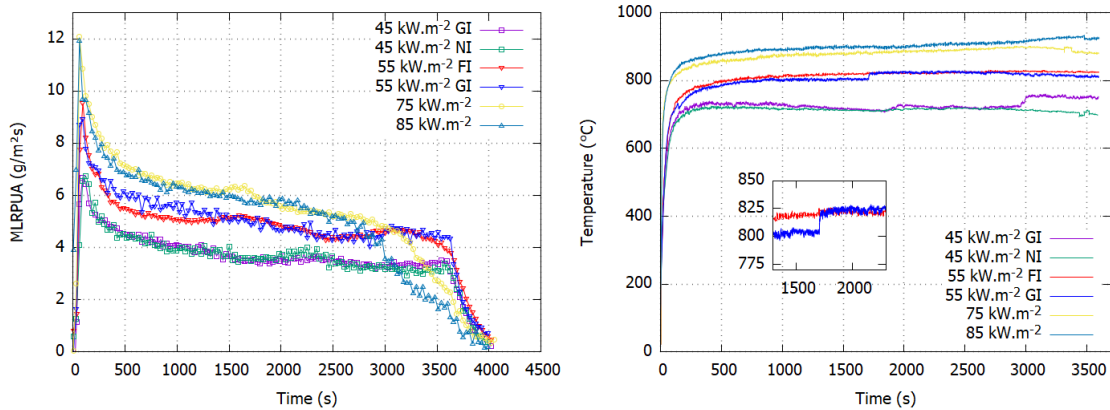 12
10
8
6
4
2
0
MLRPUA (g/m²s)
45 kW.m⁻² GI
45 kW.m⁻² NI
55 kW.m⁻² FI
55 kW.m⁻² GI
75 kW.m⁻²
85 kW.m⁻²
0 500 1000 1500 2000 2500 3000 3500 4000 4500
Time (s)
1000
800
600
400
200
0
Temperature (°C)
850
825
800
775
1500 2000
45 kW.m⁻² GI
45 kW.m⁻² NI
55 kW.m⁻² FI
55 kW.m⁻² GI
75 kW.m⁻²
85 kW.m⁻²
0 500 1000 1500 2000 2500 3000 3500
Time (s)